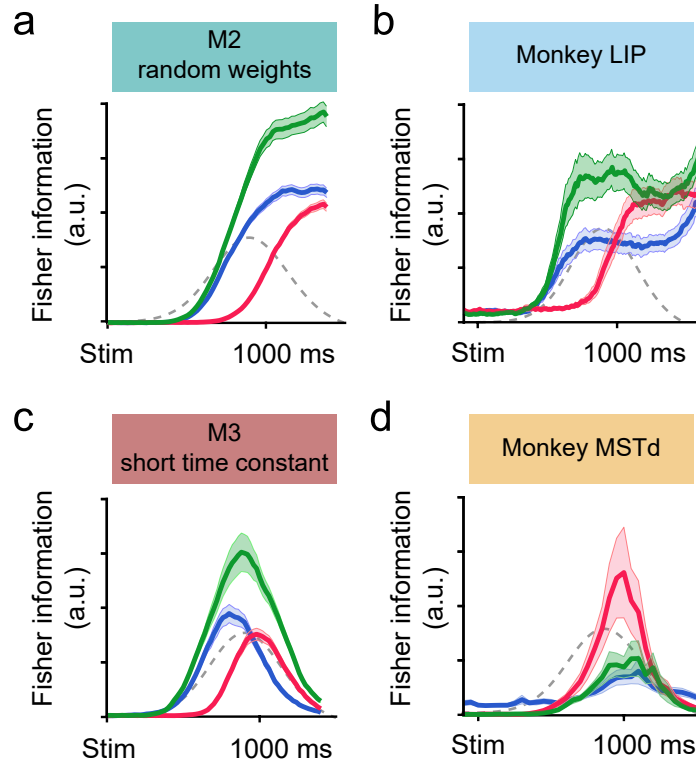 a
M2
random weights
Fisher information
(a.u.)
Stim
1000 ms
b
Monkey LIP
Fisher information
(a.u.)
Stim
1000 ms
c
M3
short time constant
Fisher information
(a.u.)
Stim
1000 ms
d
Monkey MSTd
Fisher information
(a.u.)
Stim
1000 ms